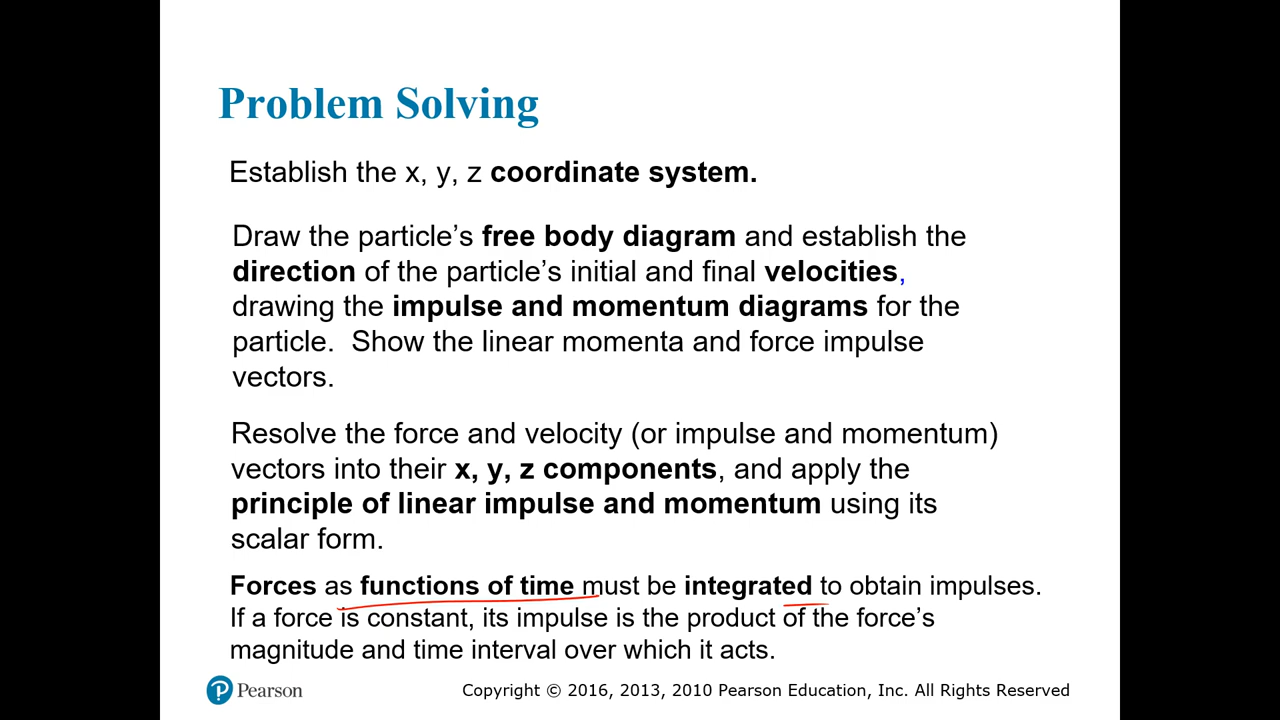 Problem Solving
Establish the x, y, z coordinate system.
Draw the particle’s free body diagram and establish the
direction of the particle’s initial and final velocities,
drawing the impulse and momentum diagrams for the
particle.  Show the linear momenta and force impulse
vectors.
Resolve the force and velocity (or impulse and momentum)
vectors into their x, y, z components, and apply the
principle of linear impulse and momentum using its
scalar form.
Forces as functions of time must be integrated to obtain impulses.
If a force is constant, its impulse is the product of the force’s
magnitude and time interval over which it acts.
P Pearson
Copyright © 2016, 2013, 2010 Pearson Education, Inc. All Rights Reserved